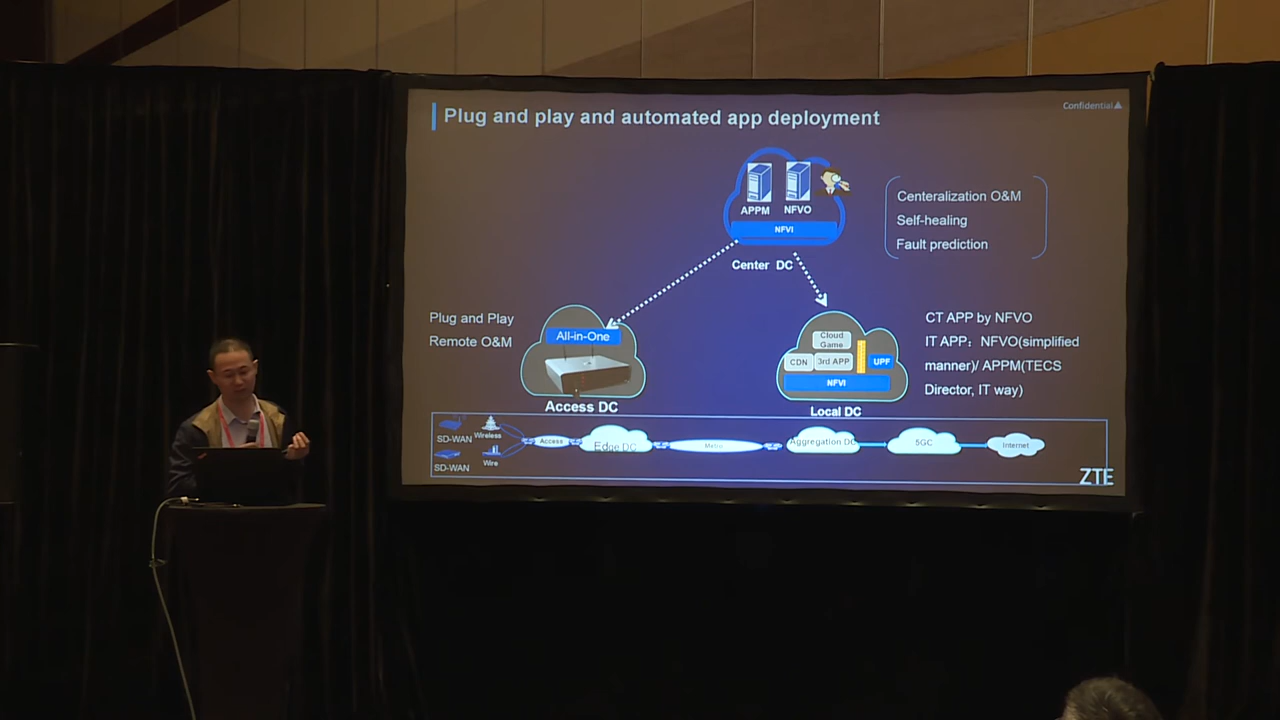 Plug and play and automated app deployment
Confidential
APPM
NFVO
NFVI
Center DC
Centeralization O&M
Self-healing
Fault prediction
Plug and Play
Remote O&M
All-in-One
Access DC
Cloud
Game
CDN
3rd APP
UPF
NFVI
Local DC
CT APP by NFVO
IT APP：NFVO(simplified
manner)/ APPM(TECS
Director, IT way)
SD-WAN
Wireless
SD-WAN
Wire
Access
Edge DC
Metro
Aggregation DC
5GC
Internet
ZTE